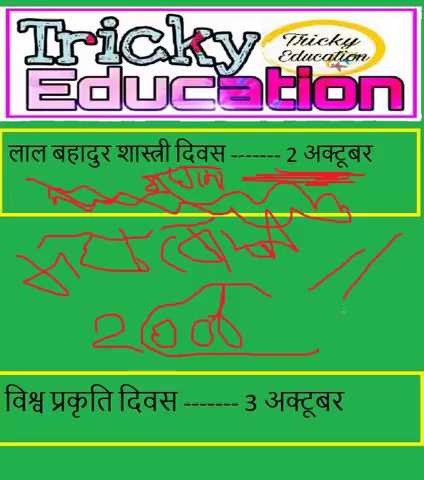 Tricky
Education
Tricky
Education
लाल बहादुर शास्त्री दिवस ------- 2 अक्टूबर
2000
विश्व प्रकृति दिवस ------- 3 अक्टूबर